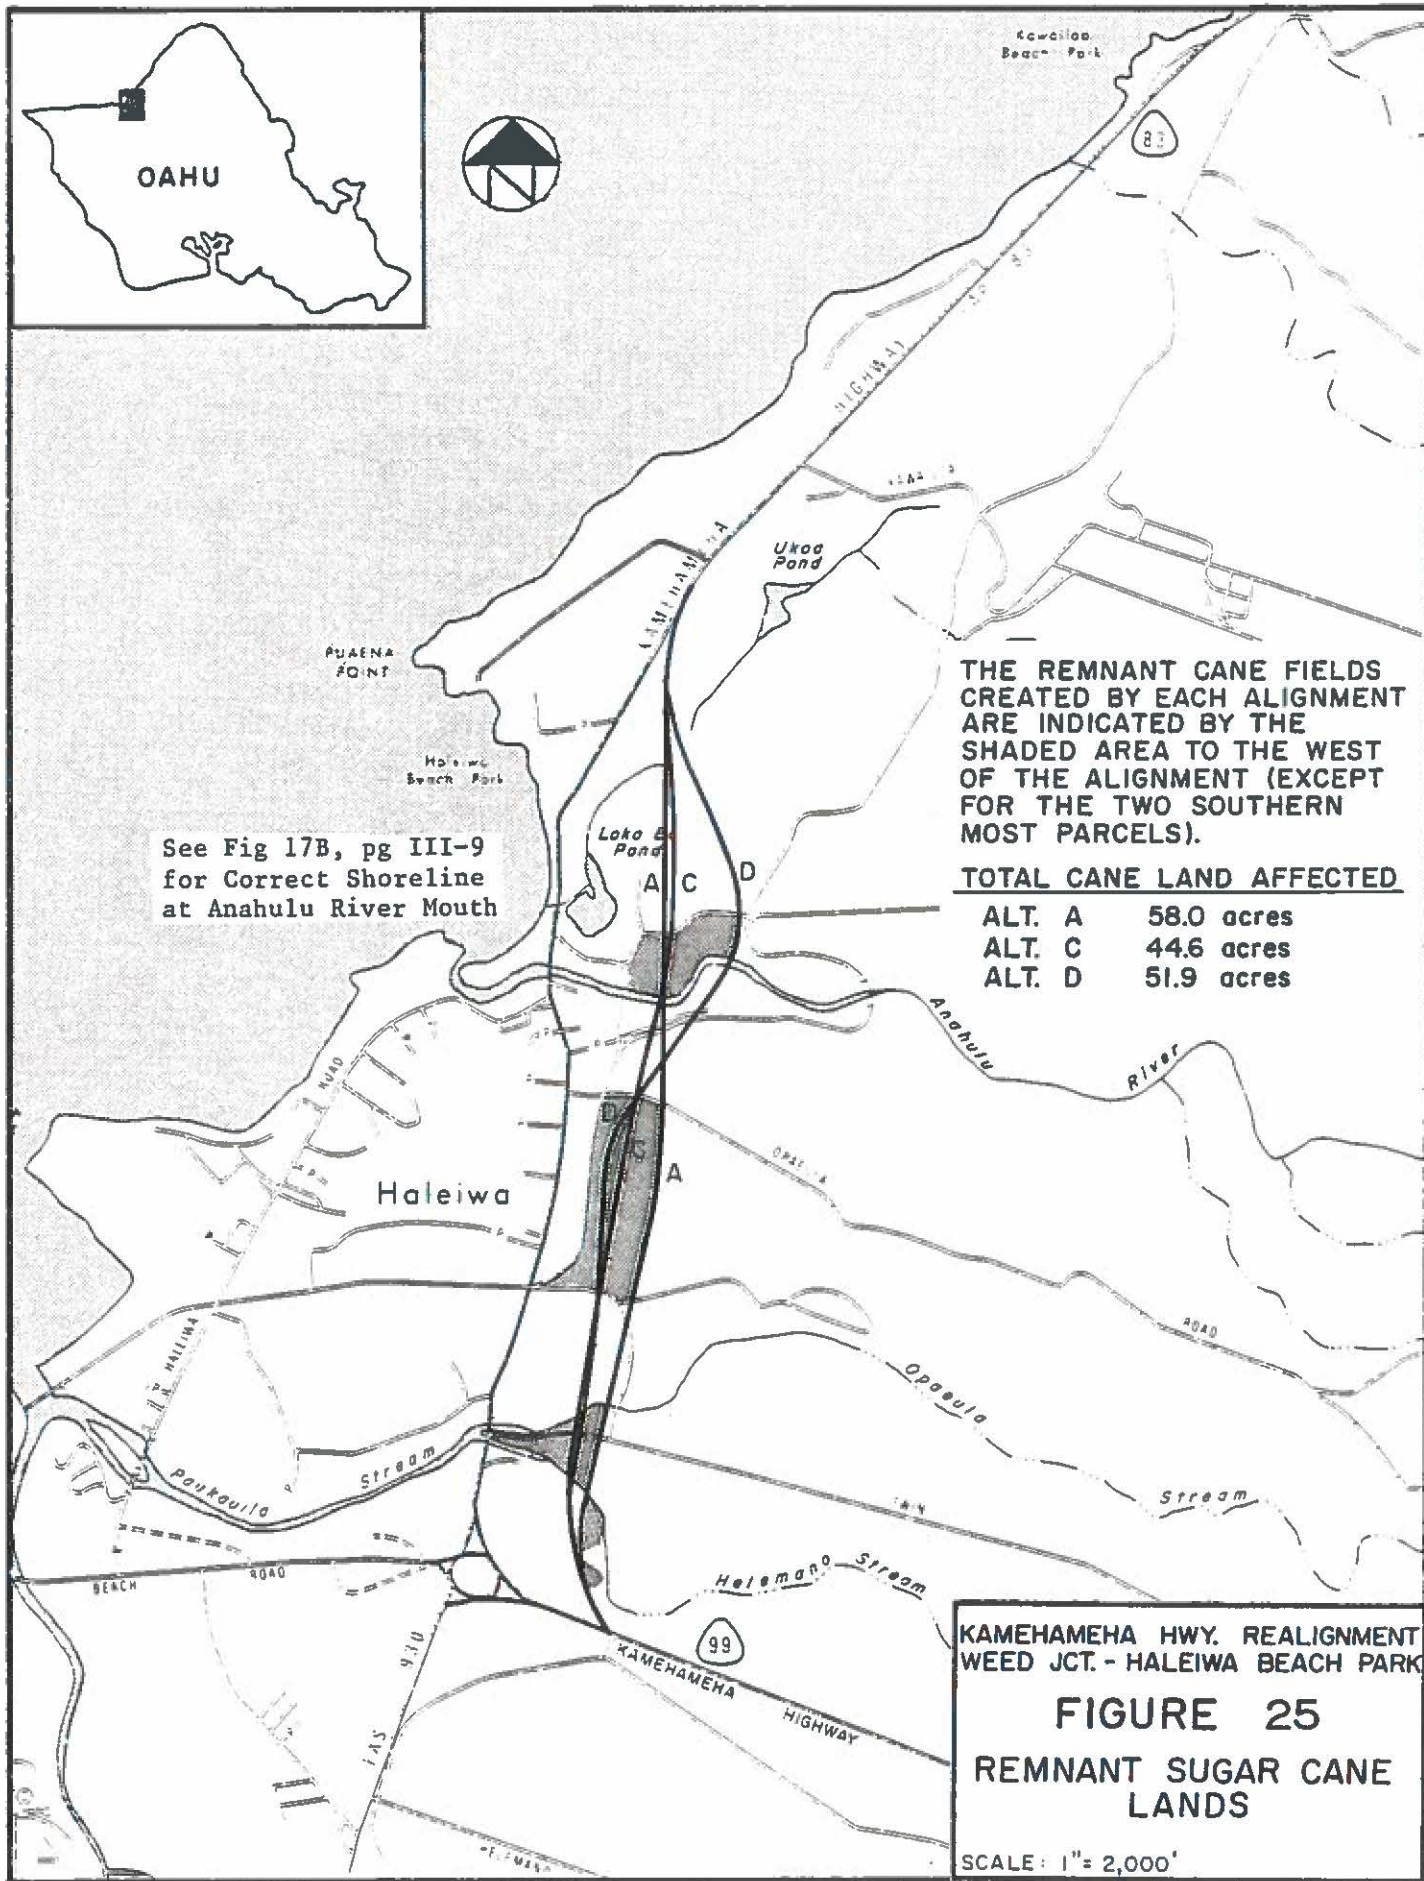 OAHU
N
Kawailoa
Beach Park
83
83
HIGHWAY
KAMEHAMEHA
Ukoa
Pond
PUAENA
POINT
Haleiwa
Beach Park
Loko
Pond
A
C
D
See Fig 17B, pg III-9
for Correct Shoreline
at Anahulu River Mouth
THE REMNANT CANE FIELDS
CREATED BY EACH ALIGNMENT
ARE INDICATED BY THE
SHADED AREA TO THE WEST
OF THE ALIGNMENT (EXCEPT
FOR THE TWO SOUTHERN
MOST PARCELS).
TOTAL CANE LAND AFFECTED
ALT. A 58.0 acres
ALT. C 44.6 acres
ALT. D 51.9 acres
Anahulu
River
ROAD
D
A
Haleiwa
OPAEULA
ROAD
HALEIWA
Opaeula
Stream
Paukauila
Stream
BEACH ROAD
Helemano Stream
99
930
KAMEHAMEHA
HIGHWAY
KAMEHAMEHA HWY. REALIGNMENT
WEED JCT. - HALEIWA BEACH PARK
FIGURE 25
REMNANT SUGAR CANE
LANDS
SCALE: 1"= 2,000'